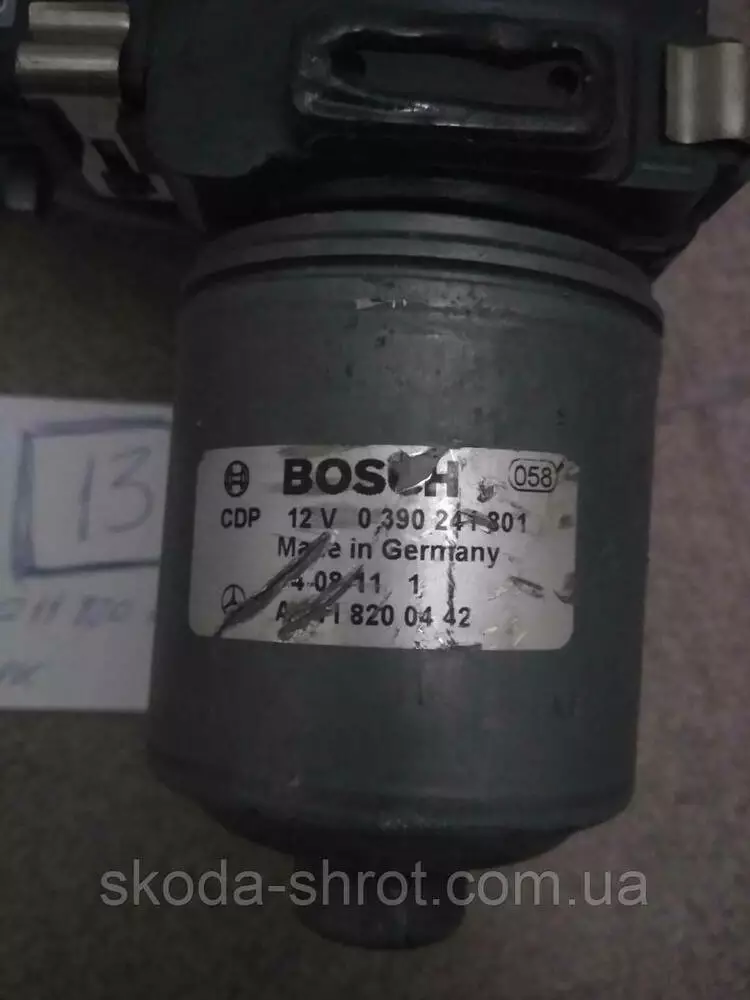 BOSCH 058
CDP 12 V 0 390 241 801
Made in Germany
08 11 1
820 04 42
13
skoda-shrot.com.ua